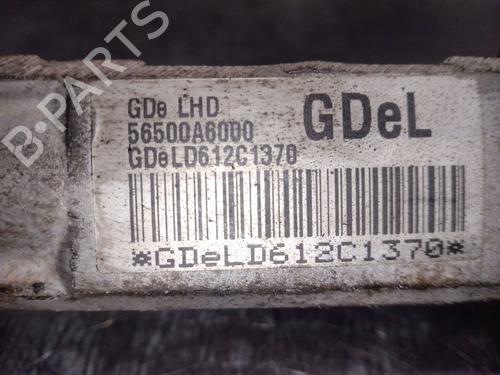 B-PARTS
GDe LHD
56500A6000
GDeL
GDeLD612C1370
*GDeLD612C1370*